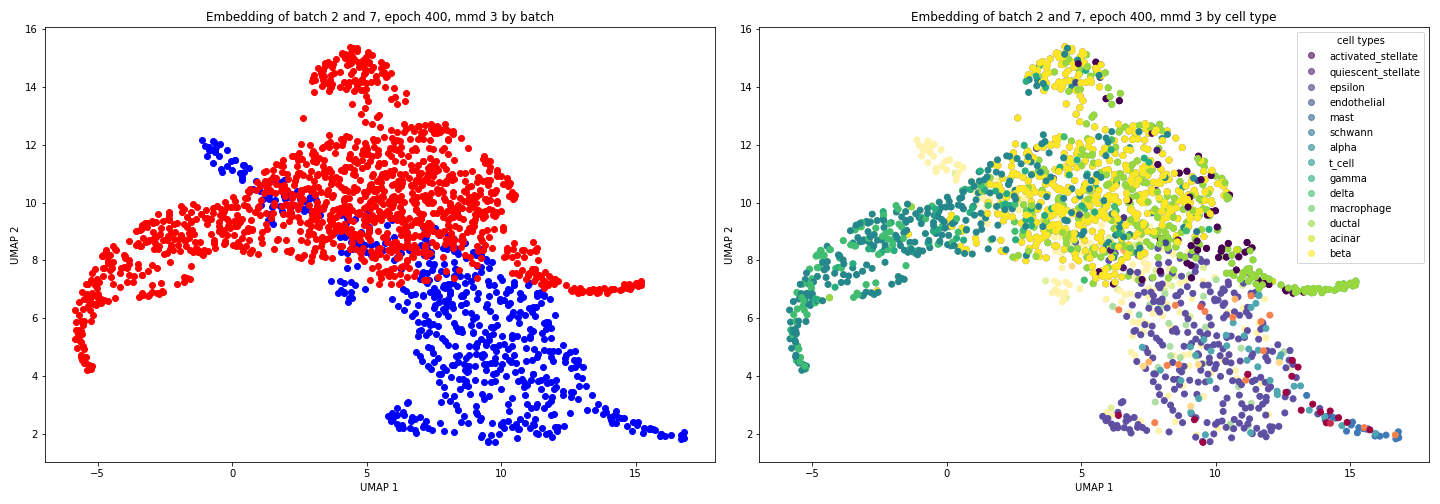 Embedding of batch 2 and 7, epoch 400, mmd 3 by batch
16
14
12
10
8
6
4
2
UMAP 2
−5
0
5
10
15
UMAP 1
Embedding of batch 2 and 7, epoch 400, mmd 3 by cell type
16
14
12
10
8
6
4
2
UMAP 2
−5
0
5
10
15
UMAP 1
cell types
activated_stellate
quiescent_stellate
epsilon
endothelial
mast
schwann
alpha
t_cell
gamma
delta
macrophage
ductal
acinar
beta